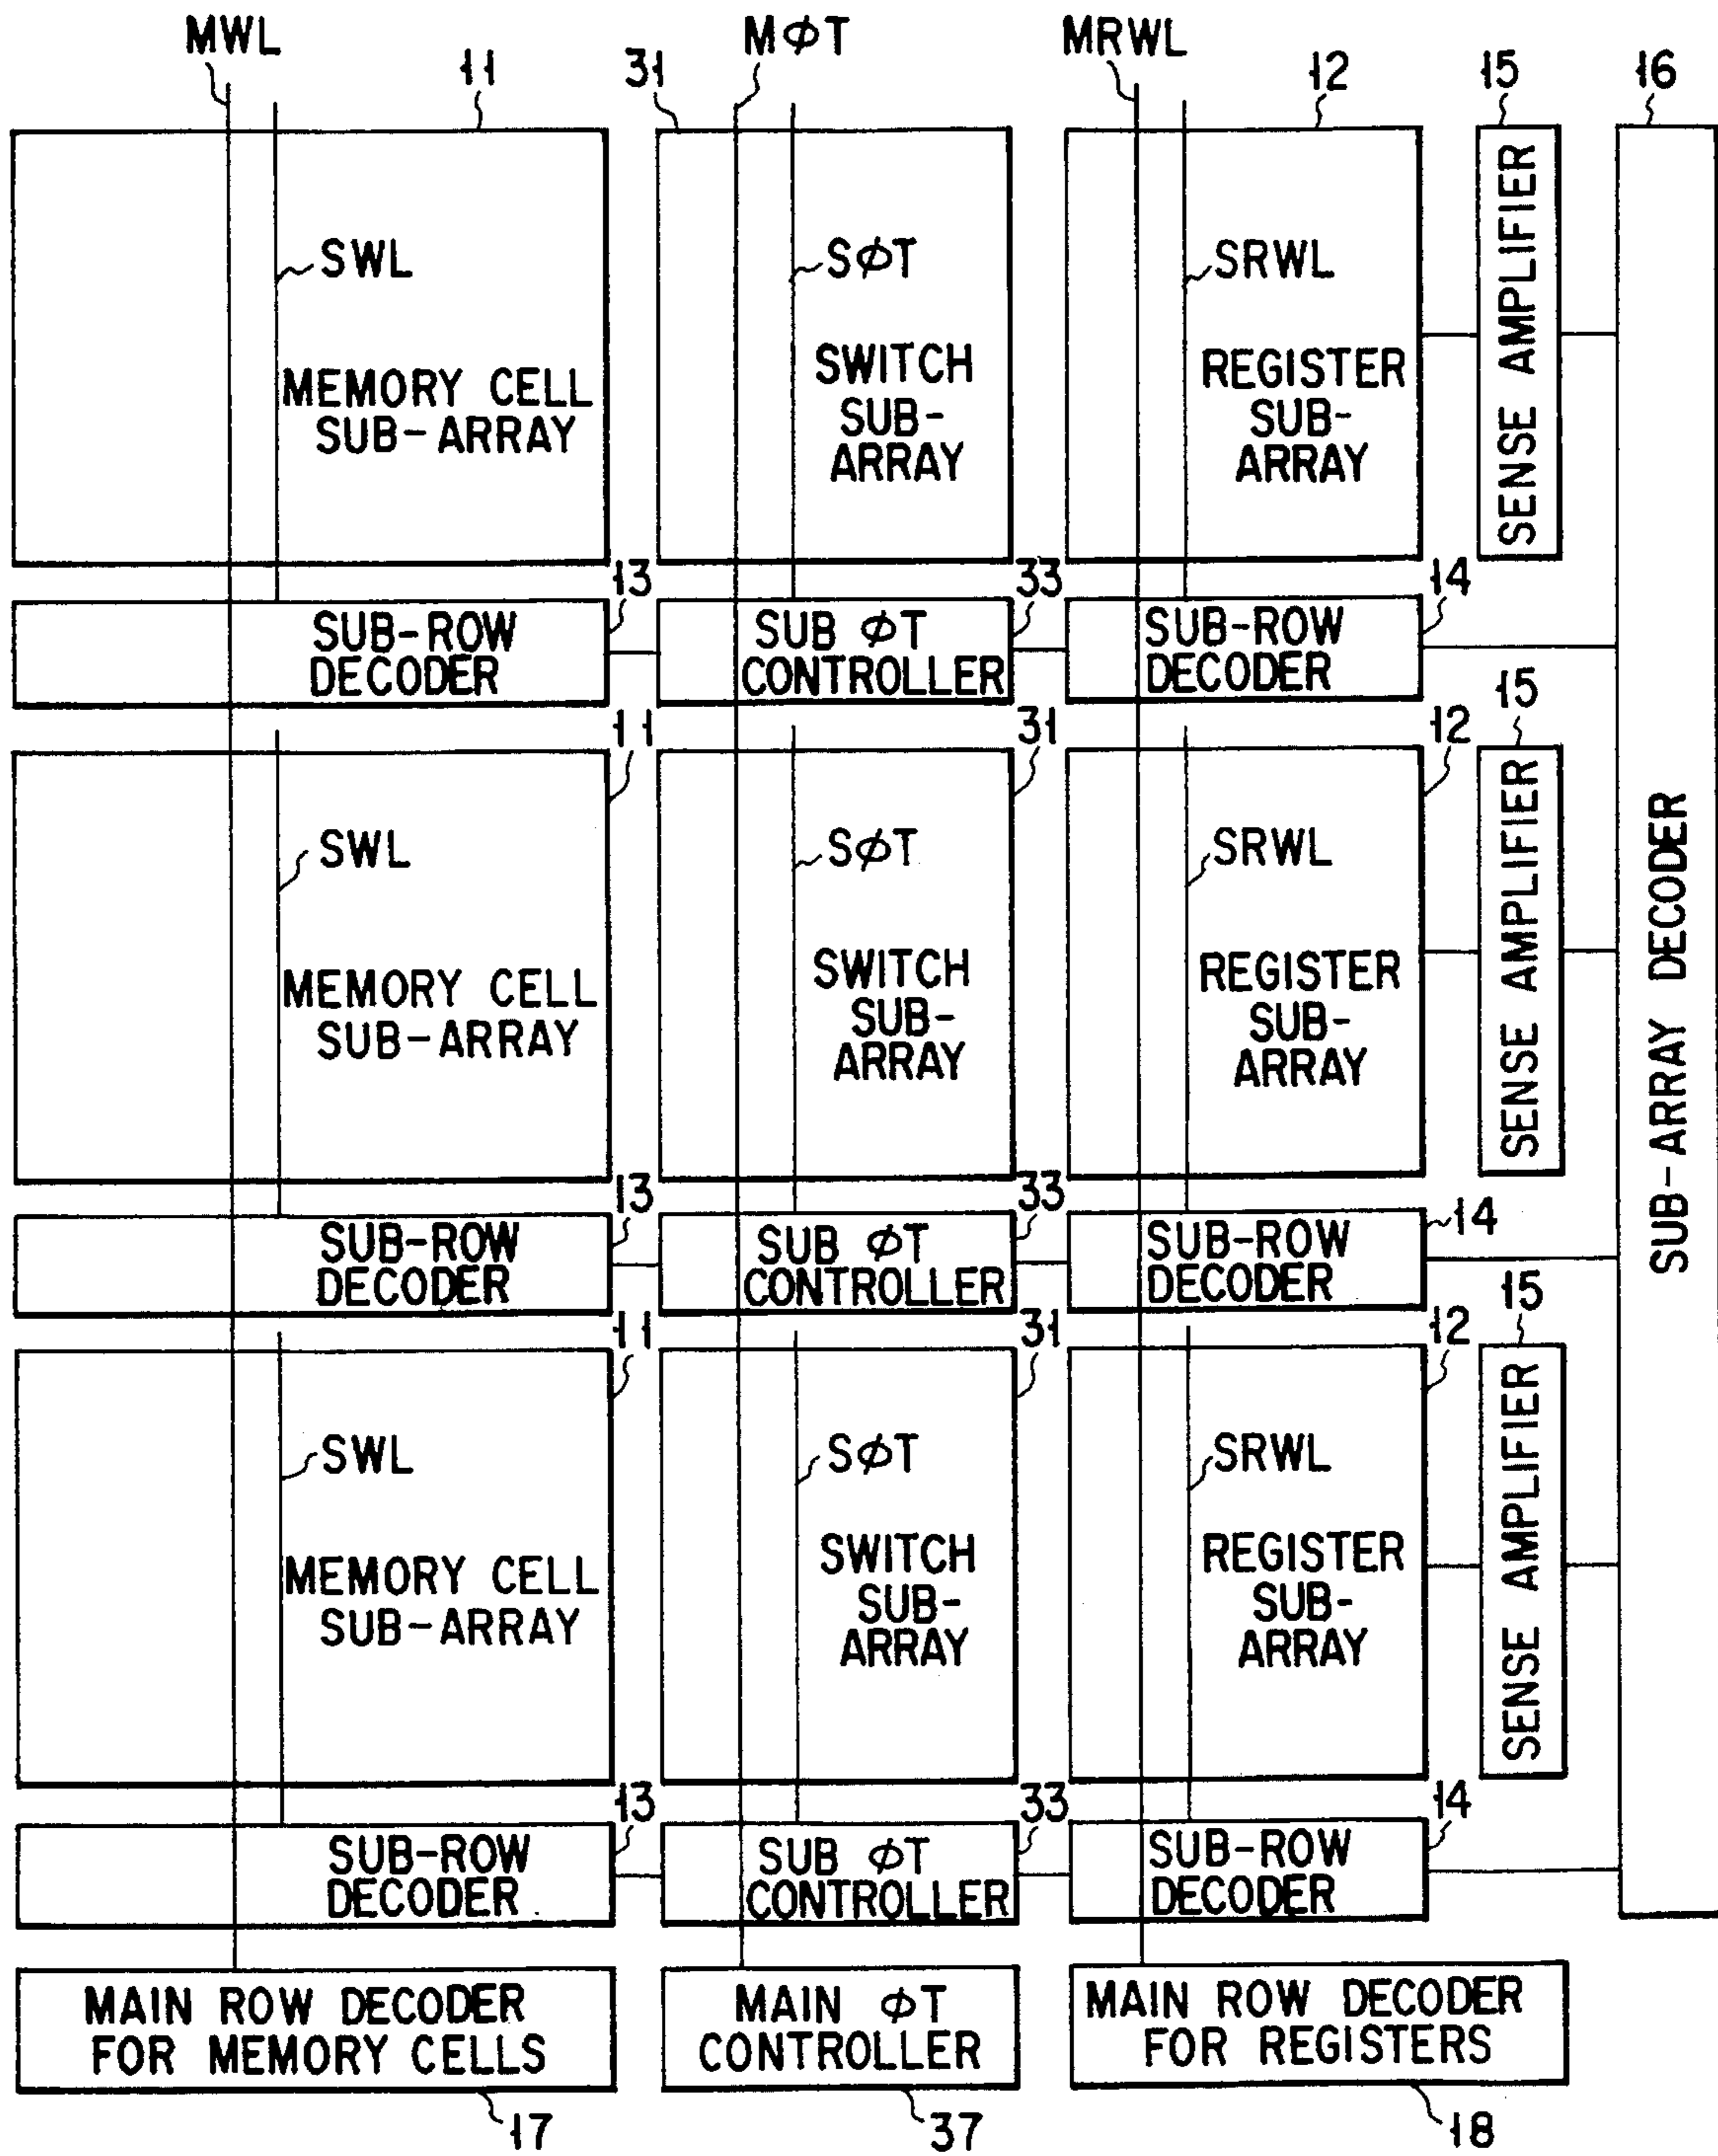 MWL
MΦT
MRWL
11
31
12
15
16
SWL
SΦT
SRWL
MEMORY CELL
SUB-ARRAY
SWITCH
SUB-
ARRAY
REGISTER
SUB-
ARRAY
SENSE AMPLIFIER
13
33
14
SUB-ROW
DECODER
SUB ΦT
CONTROLLER
SUB-ROW
DECODER
11
31
12
15
SWL
SΦT
SRWL
MEMORY CELL
SUB-ARRAY
SWITCH
SUB-
ARRAY
REGISTER
SUB-
ARRAY
SENSE AMPLIFIER
SUB-ARRAY DECODER
13
33
14
SUB-ROW
DECODER
SUB ΦT
CONTROLLER
SUB-ROW
DECODER
11
31
12
15
SWL
SΦT
SRWL
MEMORY CELL
SUB-ARRAY
SWITCH
SUB-
ARRAY
REGISTER
SUB-
ARRAY
SENSE AMPLIFIER
13
33
14
SUB-ROW
DECODER
SUB ΦT
CONTROLLER
SUB-ROW
DECODER
MAIN ROW DECODER
FOR MEMORY CELLS
MAIN ΦT
CONTROLLER
MAIN ROW DECODER
FOR REGISTERS
17
37
18